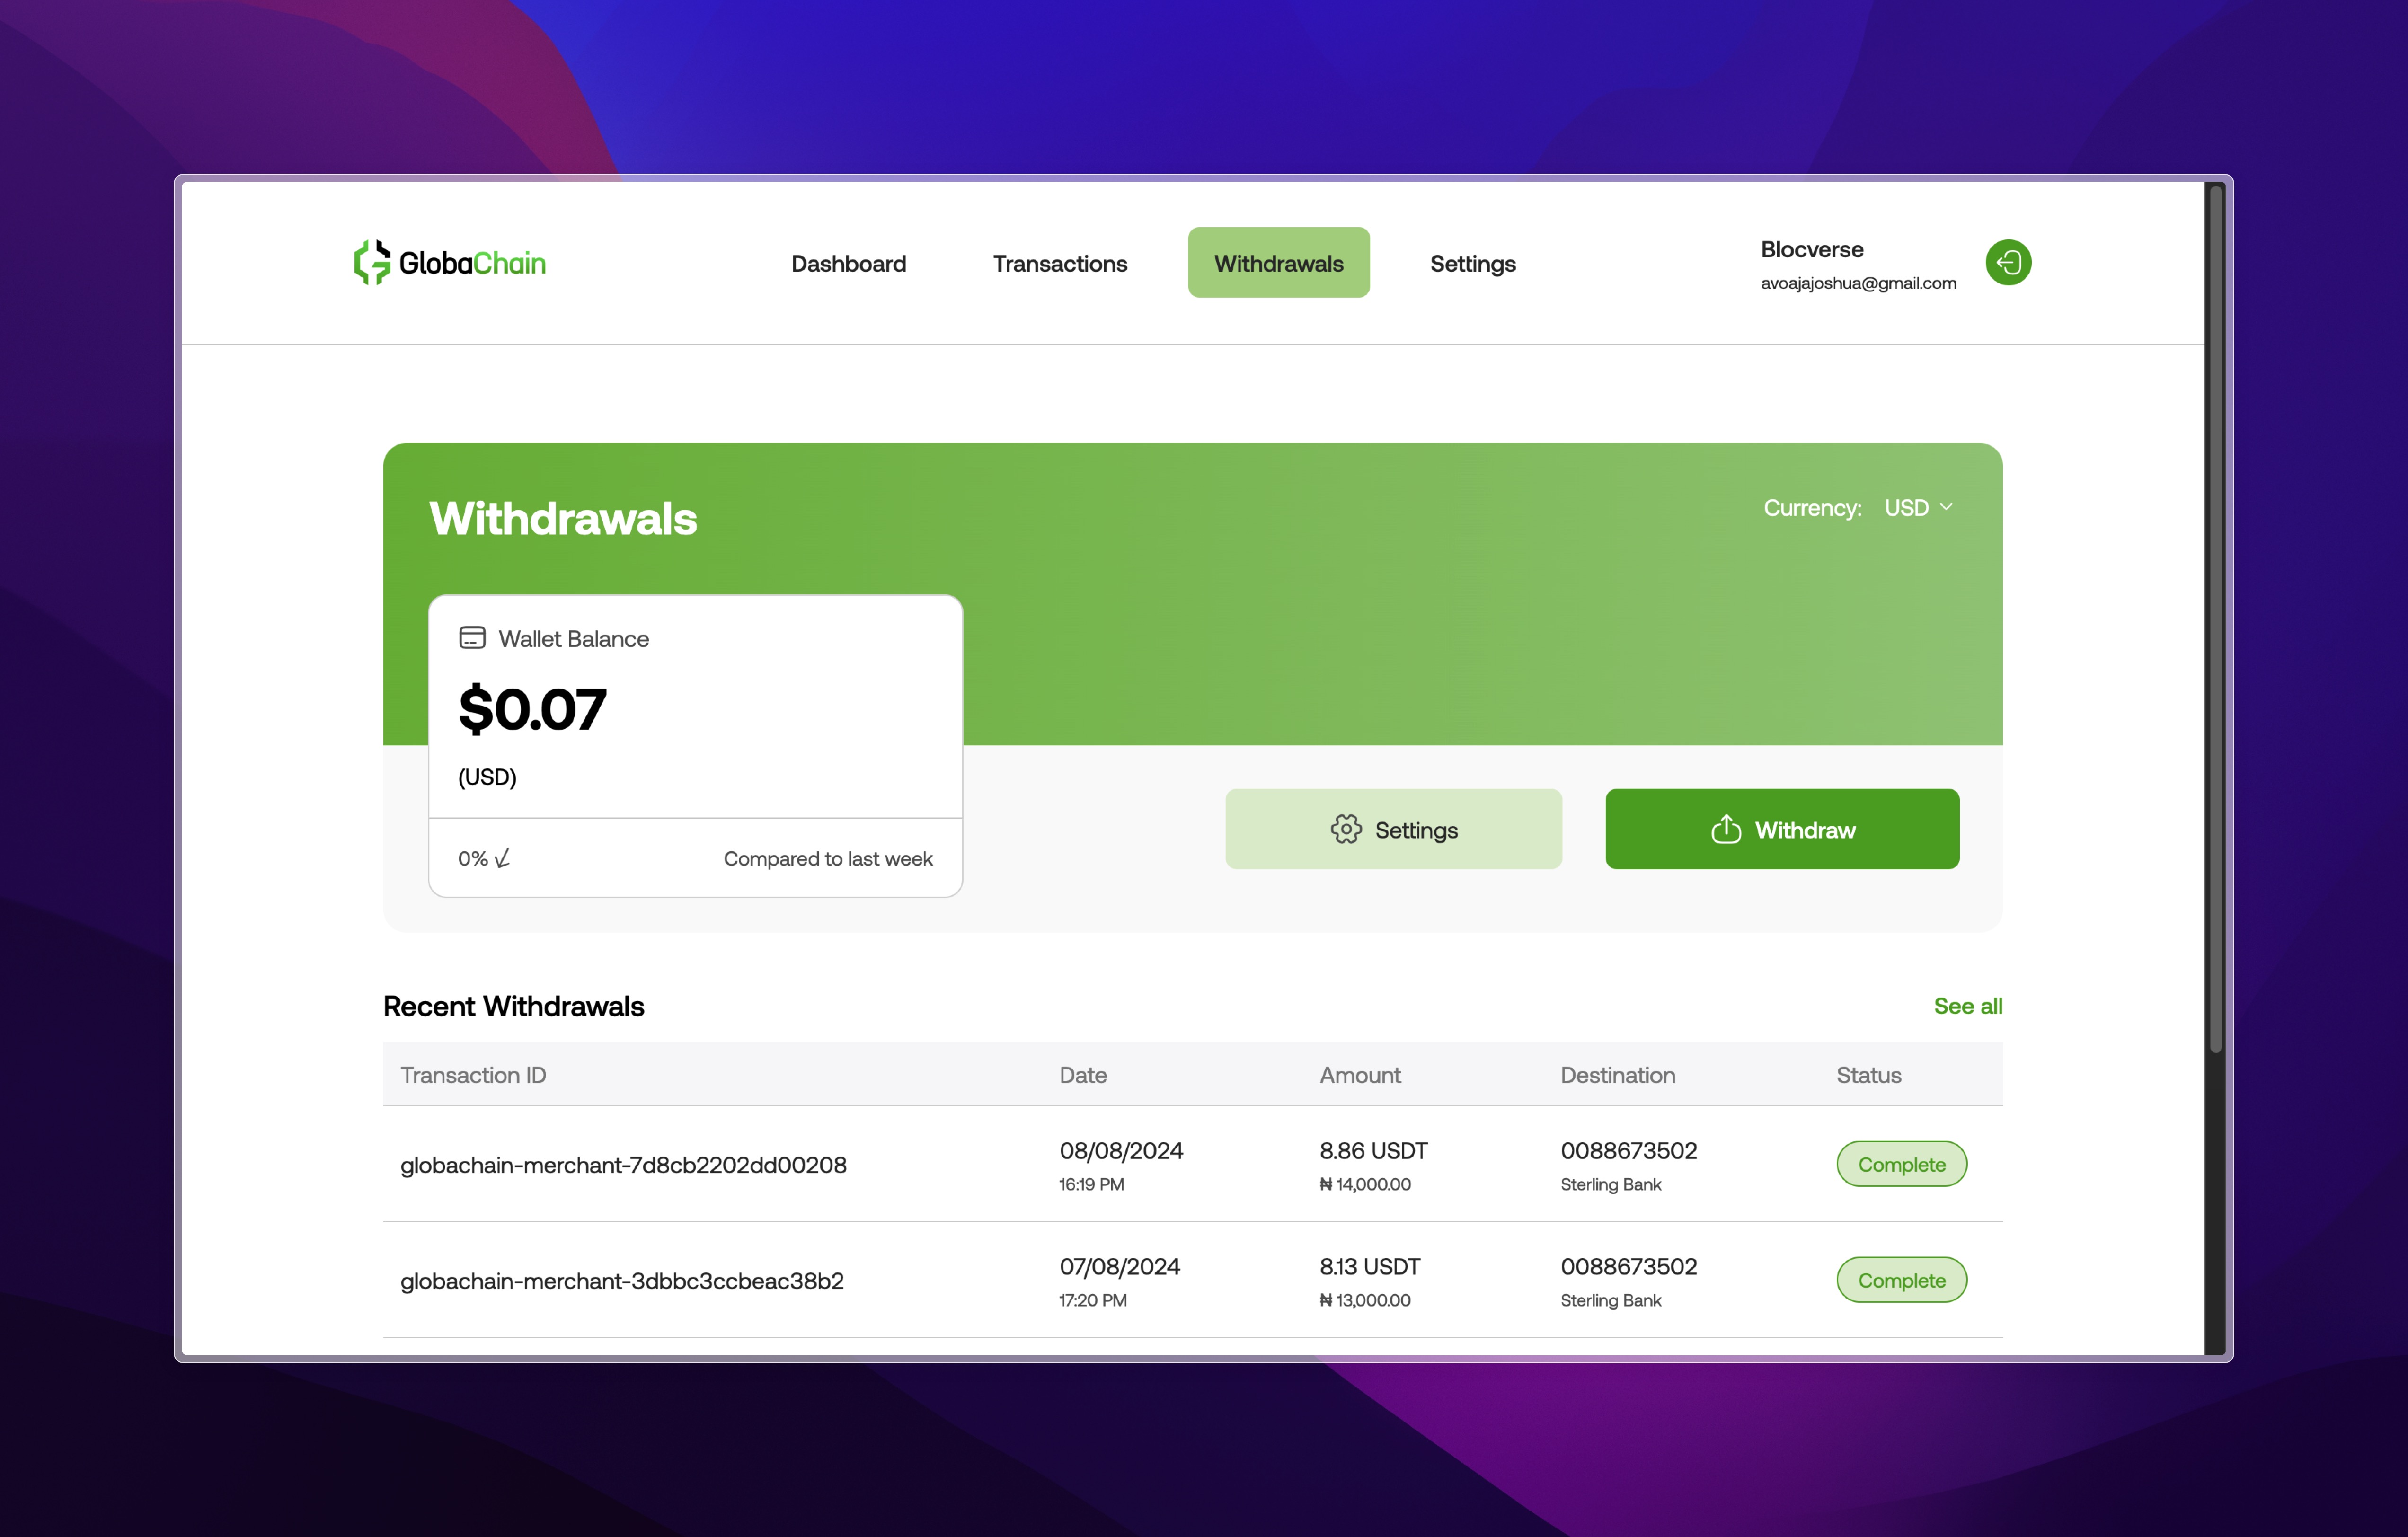 GlobaChain
Dashboard
Transactions
Withdrawals
Settings
Blocverse
avoajajoshua@gmail.com
Withdrawals
Currency: USD
Wallet Balance
$0.07
(USD)
0%
Compared to last week
Settings
Withdraw
Recent Withdrawals
See all
Transaction ID Date Amount Destination Status
globachain-merchant-7d8cb2202dd00208 08/08/2024 8.86 USDT 0088673502 Complete
16:19 PM ₦ 14,000.00 Sterling Bank
globachain-merchant-3dbbc3ccbeac38b2 07/08/2024 8.13 USDT 0088673502 Complete
17:20 PM ₦ 13,000.00 Sterling Bank